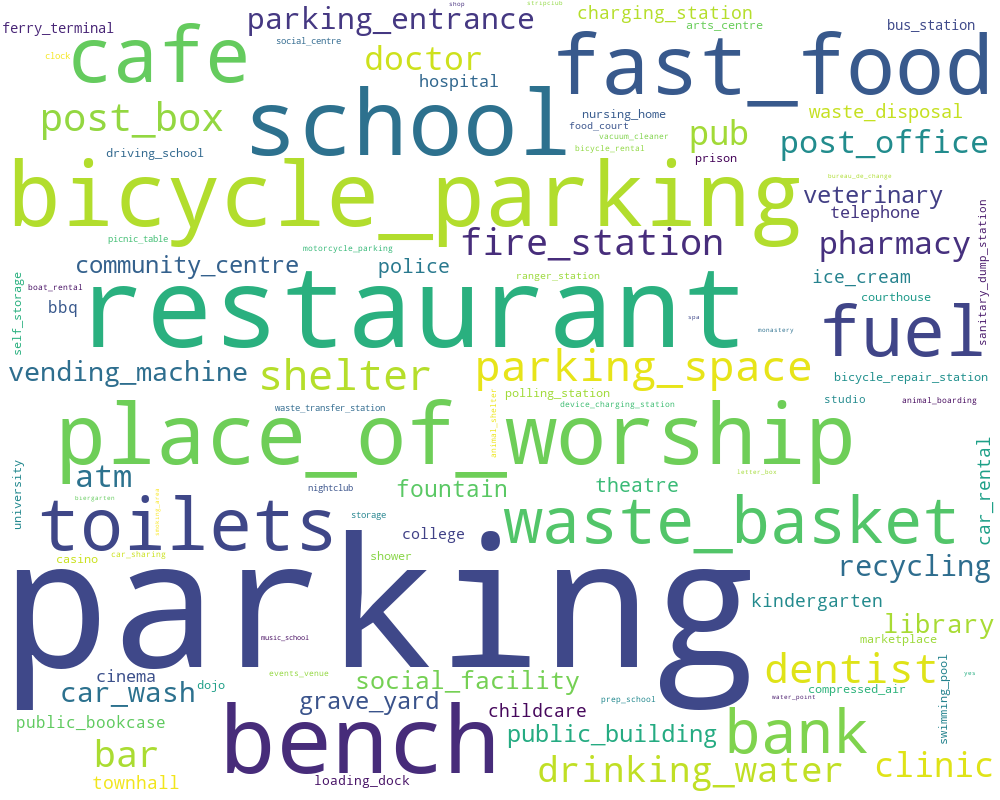 ferry_terminal
cafe
clock
parking_entrance
social_centre
shop
doctor
hospital
stripclub
charging_station
arts_centre
bus_station
fast_food
post_box
school
nursing_home
food_court
vacuum_cleaner
bicycle_rental
pub
prison
waste_disposal
post_office
driving_school
bicycle_parking
bureau_de_change
veterinary
telephone
picnic_table
motorcycle_parking
fire_station
pharmacy
sanitary_dump_station
community_centre
police
ranger_station
ice_cream
self_storage
boat_rental
bbq
restaurant
spa
monastery
courthouse
fuel
vending_machine
shelter
parking_space
bicycle_repair_station
polling_station
waste_transfer_station
animal_shelter
device_charging_station
studio
animal_boarding
place_of_worship
car_rental
university
atm
letter_box
nightclub
fountain
theatre
biergarten
smoking_area
toilets
storage
college
waste_basket
casino
car_sharing
shower
recycling
parking
kindergarten
library
music_school
marketplace
cinema
car_wash
dojo
events_venue
social_facility
dentist
swimming_pool
yes
compressed_air
water_point
prep_school
grave_yard
childcare
public_bookcase
bench
public_building
bank
bar
townhall
loading_dock
drinking_water
clinic